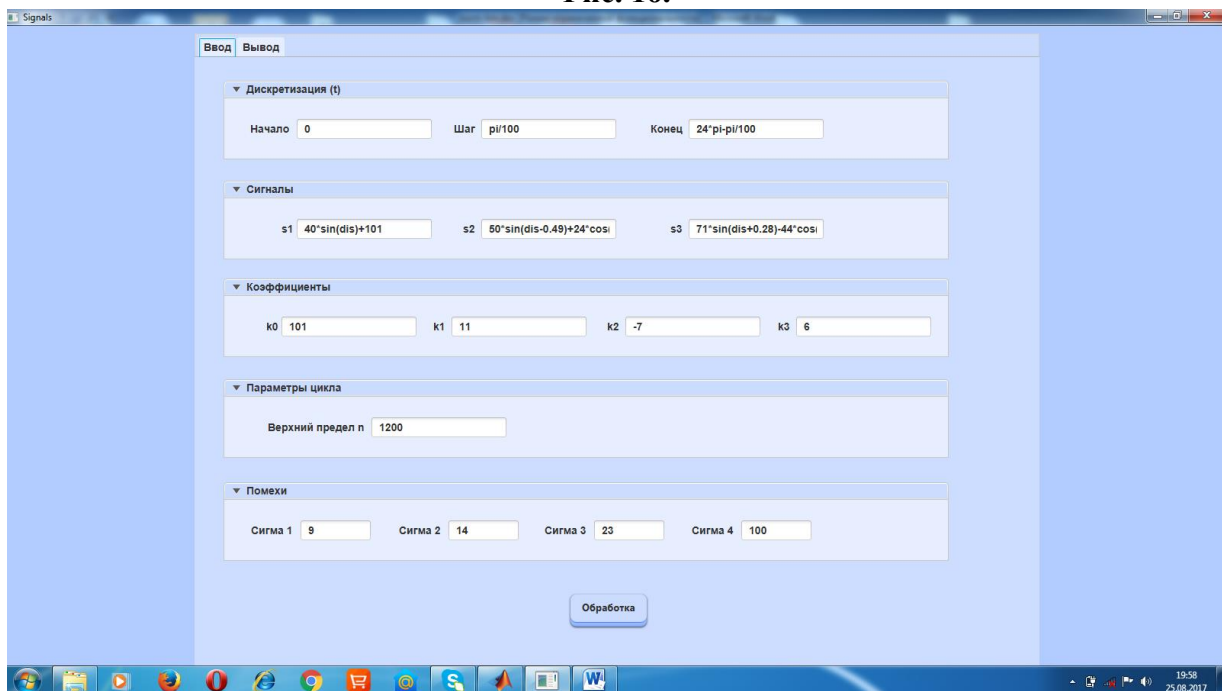 Рис. 16.
Signals
Ввод Вывод
Дискретизация (t)
Начало 0 Шаг pi/100 Конец 24*pi-pi/100
Сигналы
s1 40*sin(dis)+101 s2 50*sin(dis-0.49)+24*cos( s3 71*sin(dis+0.28)-44*cos(
Коэффициенты
k0 101 k1 11 k2 -7 k3 6
Параметры цикла
Верхний предел n 1200
Помехи
Сигма 1 9 Сигма 2 14 Сигма 3 23 Сигма 4 100
Обработка
19:58
25.08.2017